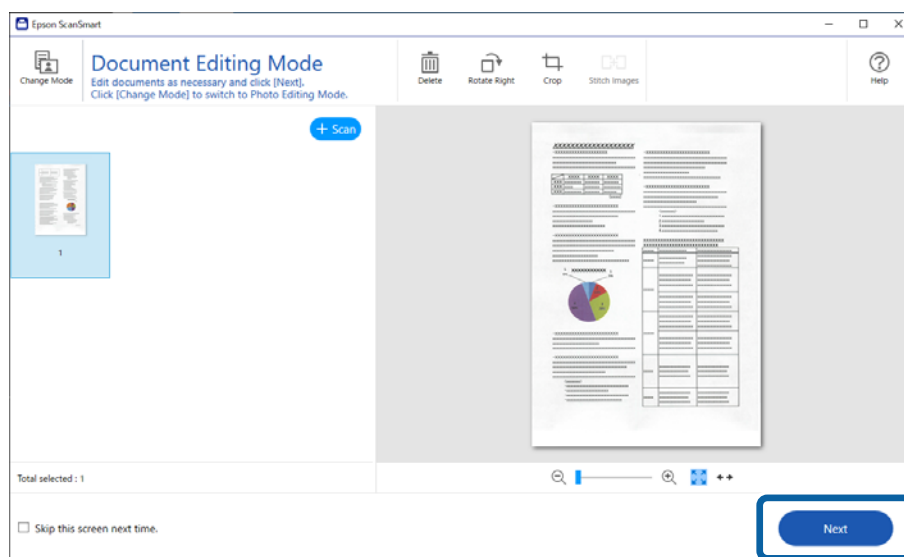 Epson ScanSmart
Change Mode
Document Editing Mode
Edit documents as necessary and click [Next].
Click [Change Mode] to switch to Photo Editing Mode.
Delete
Rotate Right
Crop
Stitch Images
Help
+ Scan
1
Total selected : 1
Skip this screen next time.
Next